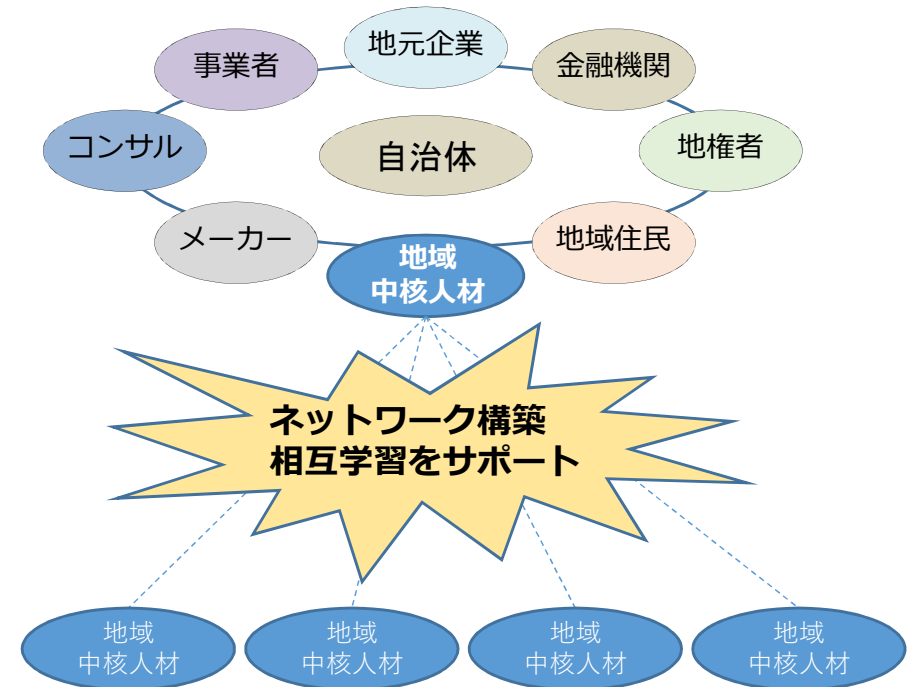 地元企業
事業者
金融機関
コンサル
自治体
地権者
メーカー
地域住民
地域
中核人材
ネットワーク構築
相互学習をサポート
地域
中核人材
地域
中核人材
地域
中核人材
地域
中核人材